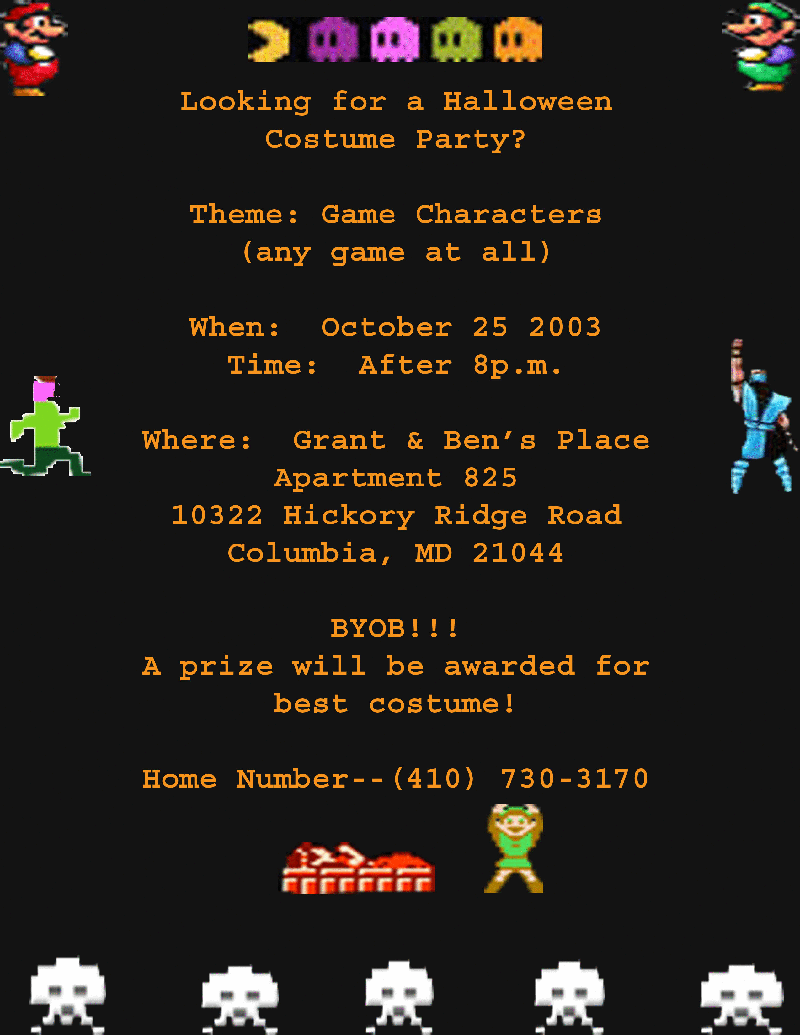 Looking for a Halloween
Costume Party?
Theme: Game Characters
(any game at all)
When:  October 25 2003
Time:  After 8p.m.
Where:  Grant & Ben’s Place
Apartment 825
10322 Hickory Ridge Road
Columbia, MD 21044
BYOB!!!
A prize will be awarded for
best costume!
Home Number--(410) 730-3170